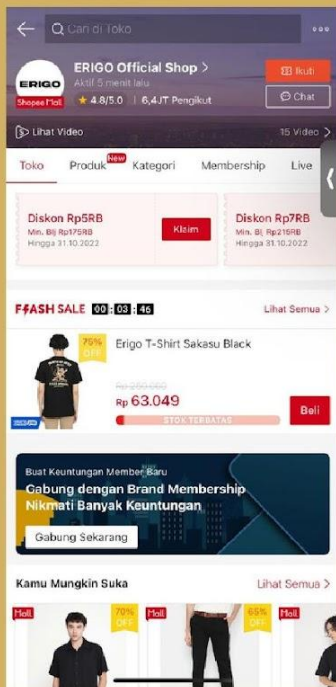 Cari di Toko
ERIGO Official Shop >
Aktif 5 menit lalu
ERIGO
Shopee Mall
4.8/5.0 | 6,4JT Pengikut
Ikuti
Chat
Lihat Video
15 Video >
Toko
Produk
New
Kategori
Membership
Live
Diskon Rp5RB
Min. Blj Rp175RB
Hingga 31.10.2022
Klaim
Diskon Rp7RB
Min. Blj Rp215RB
Hingga 31.10.2022
FLASH SALE 00 : 03 : 46
Lihat Semua >
75% OFF
Erigo T-Shirt Sakasu Black
Rp 63.049
STOK TERBATAS
Beli
Buat Keuntungan Member Baru
Gabung dengan Brand Membership
Nikmati Banyak Keuntungan
Gabung Sekarang
Kamu Mungkin Suka
Lihat Semua >
Mall
70% OFF
Mall
65% OFF
Mall